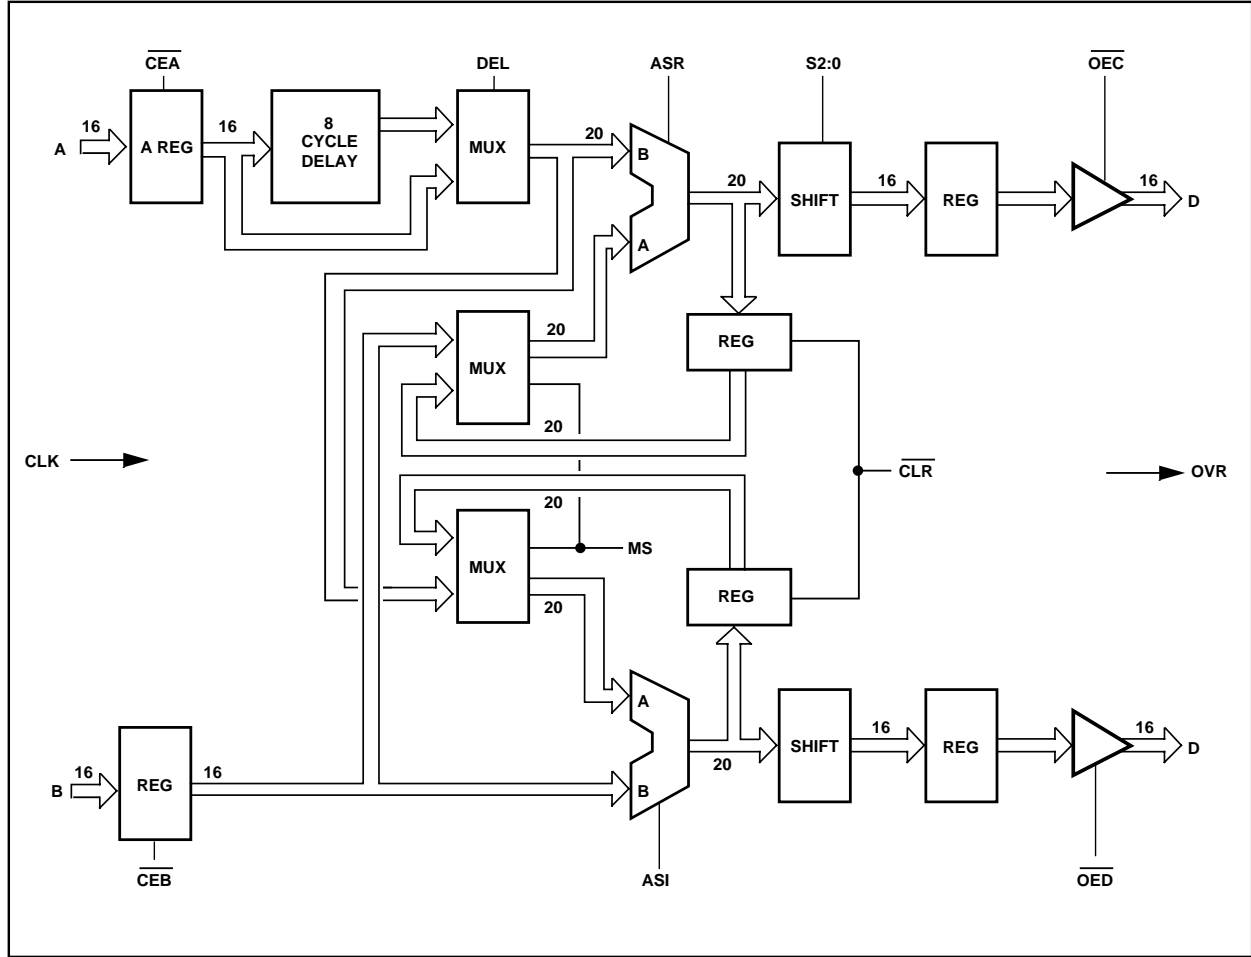 CEA
DEL
ASR
S2:0
OEC
A
16
A REG
16
8
CYCLE
DELAY
MUX
20
B
A
20
SHIFT
16
REG
16
D
20
MUX
20
REG
CLK
CLR
OVR
20
MUX
MS
20
REG
A
B
20
SHIFT
16
REG
16
D
B
16
REG
16
CEB
ASI
OED